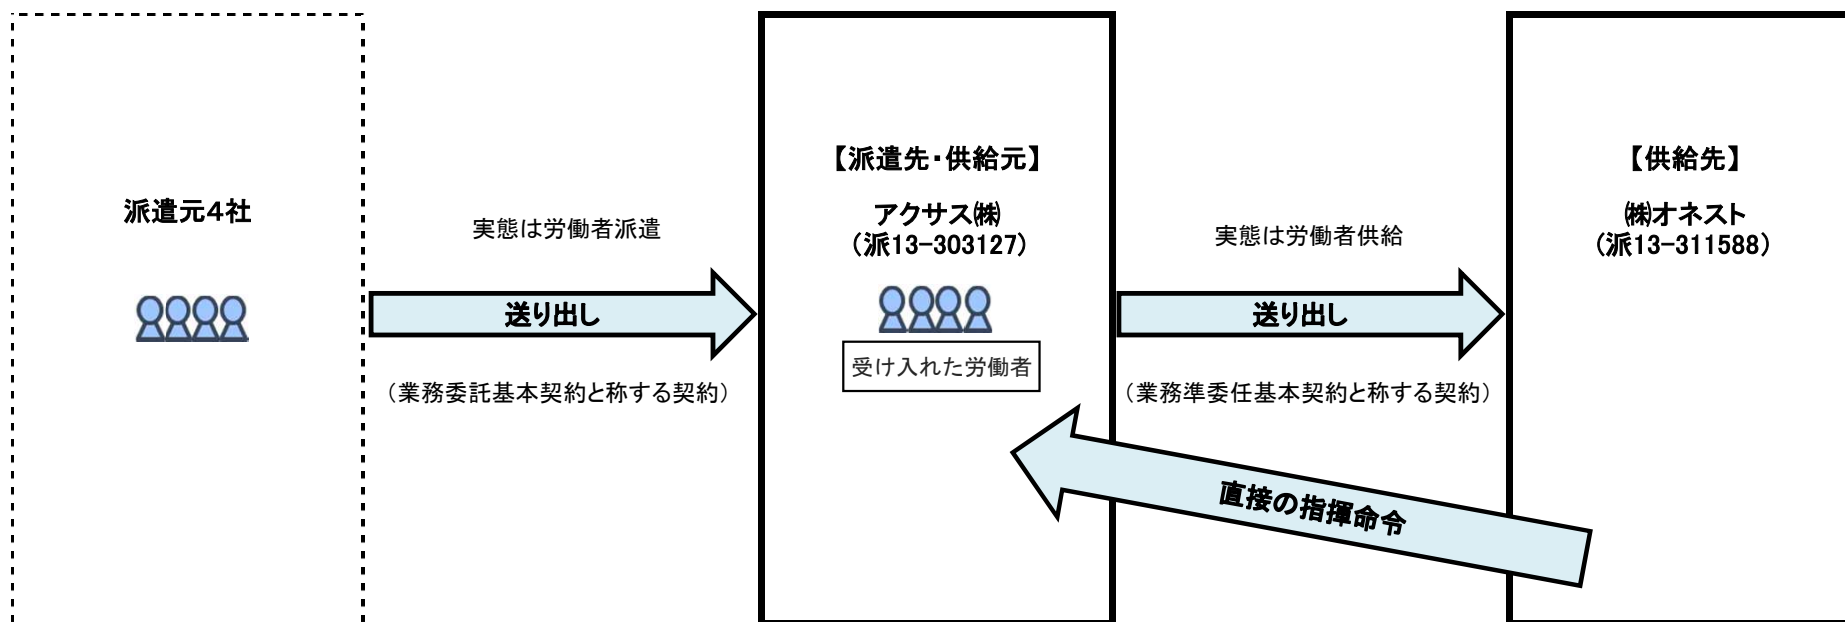 派遣元4社
実態は労働者派遣
送り出し
（業務委託基本契約と称する契約）
【派遣先・供給元】
アクサス㈱
（派13-303127）
受け入れた労働者
実態は労働者供給
送り出し
（業務準委任基本契約と称する契約）
【供給先】
㈱オネスト
（派13-311588）
直接の指揮命令